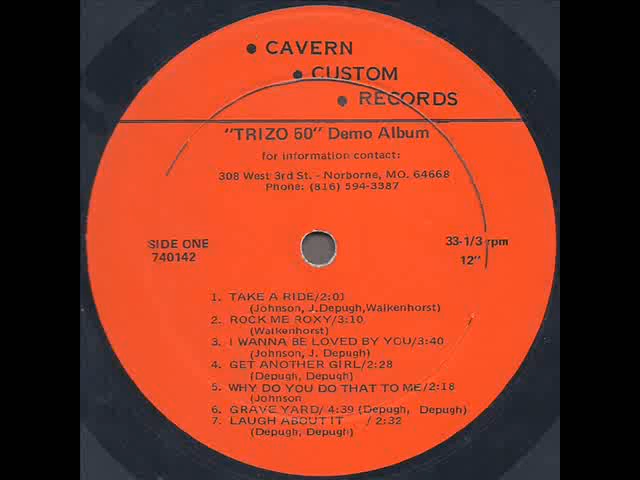 • CAVERN
• CUSTOM
• RECORDS
"TRIZO 50" Demo Album
for information contact:
308 West 3rd St. - Norborne, MO. 64668
Phone: (816) 594-3387
SIDE ONE 33-1/3 rpm
740142 12"
1. TAKE A RIDE/2:01
(Johnson, J.Depugh,Walkenhorst)
2. ROCK ME ROXY/3:10
(Walkenhorst)
3. I WANNA BE LOVED BY YOU/3:40
(Johnson, J. Depugh)
4. GET ANOTHER GIRL/2:28
(Depugh, Depugh)
5. WHY DO YOU DO THAT TO ME/2:18
(Johnson
6. GRAVE YARD/ 4:39 (Depugh, Depugh)
7. LAUGH ABOUT IT /2:32
(Depugh, Depugh)